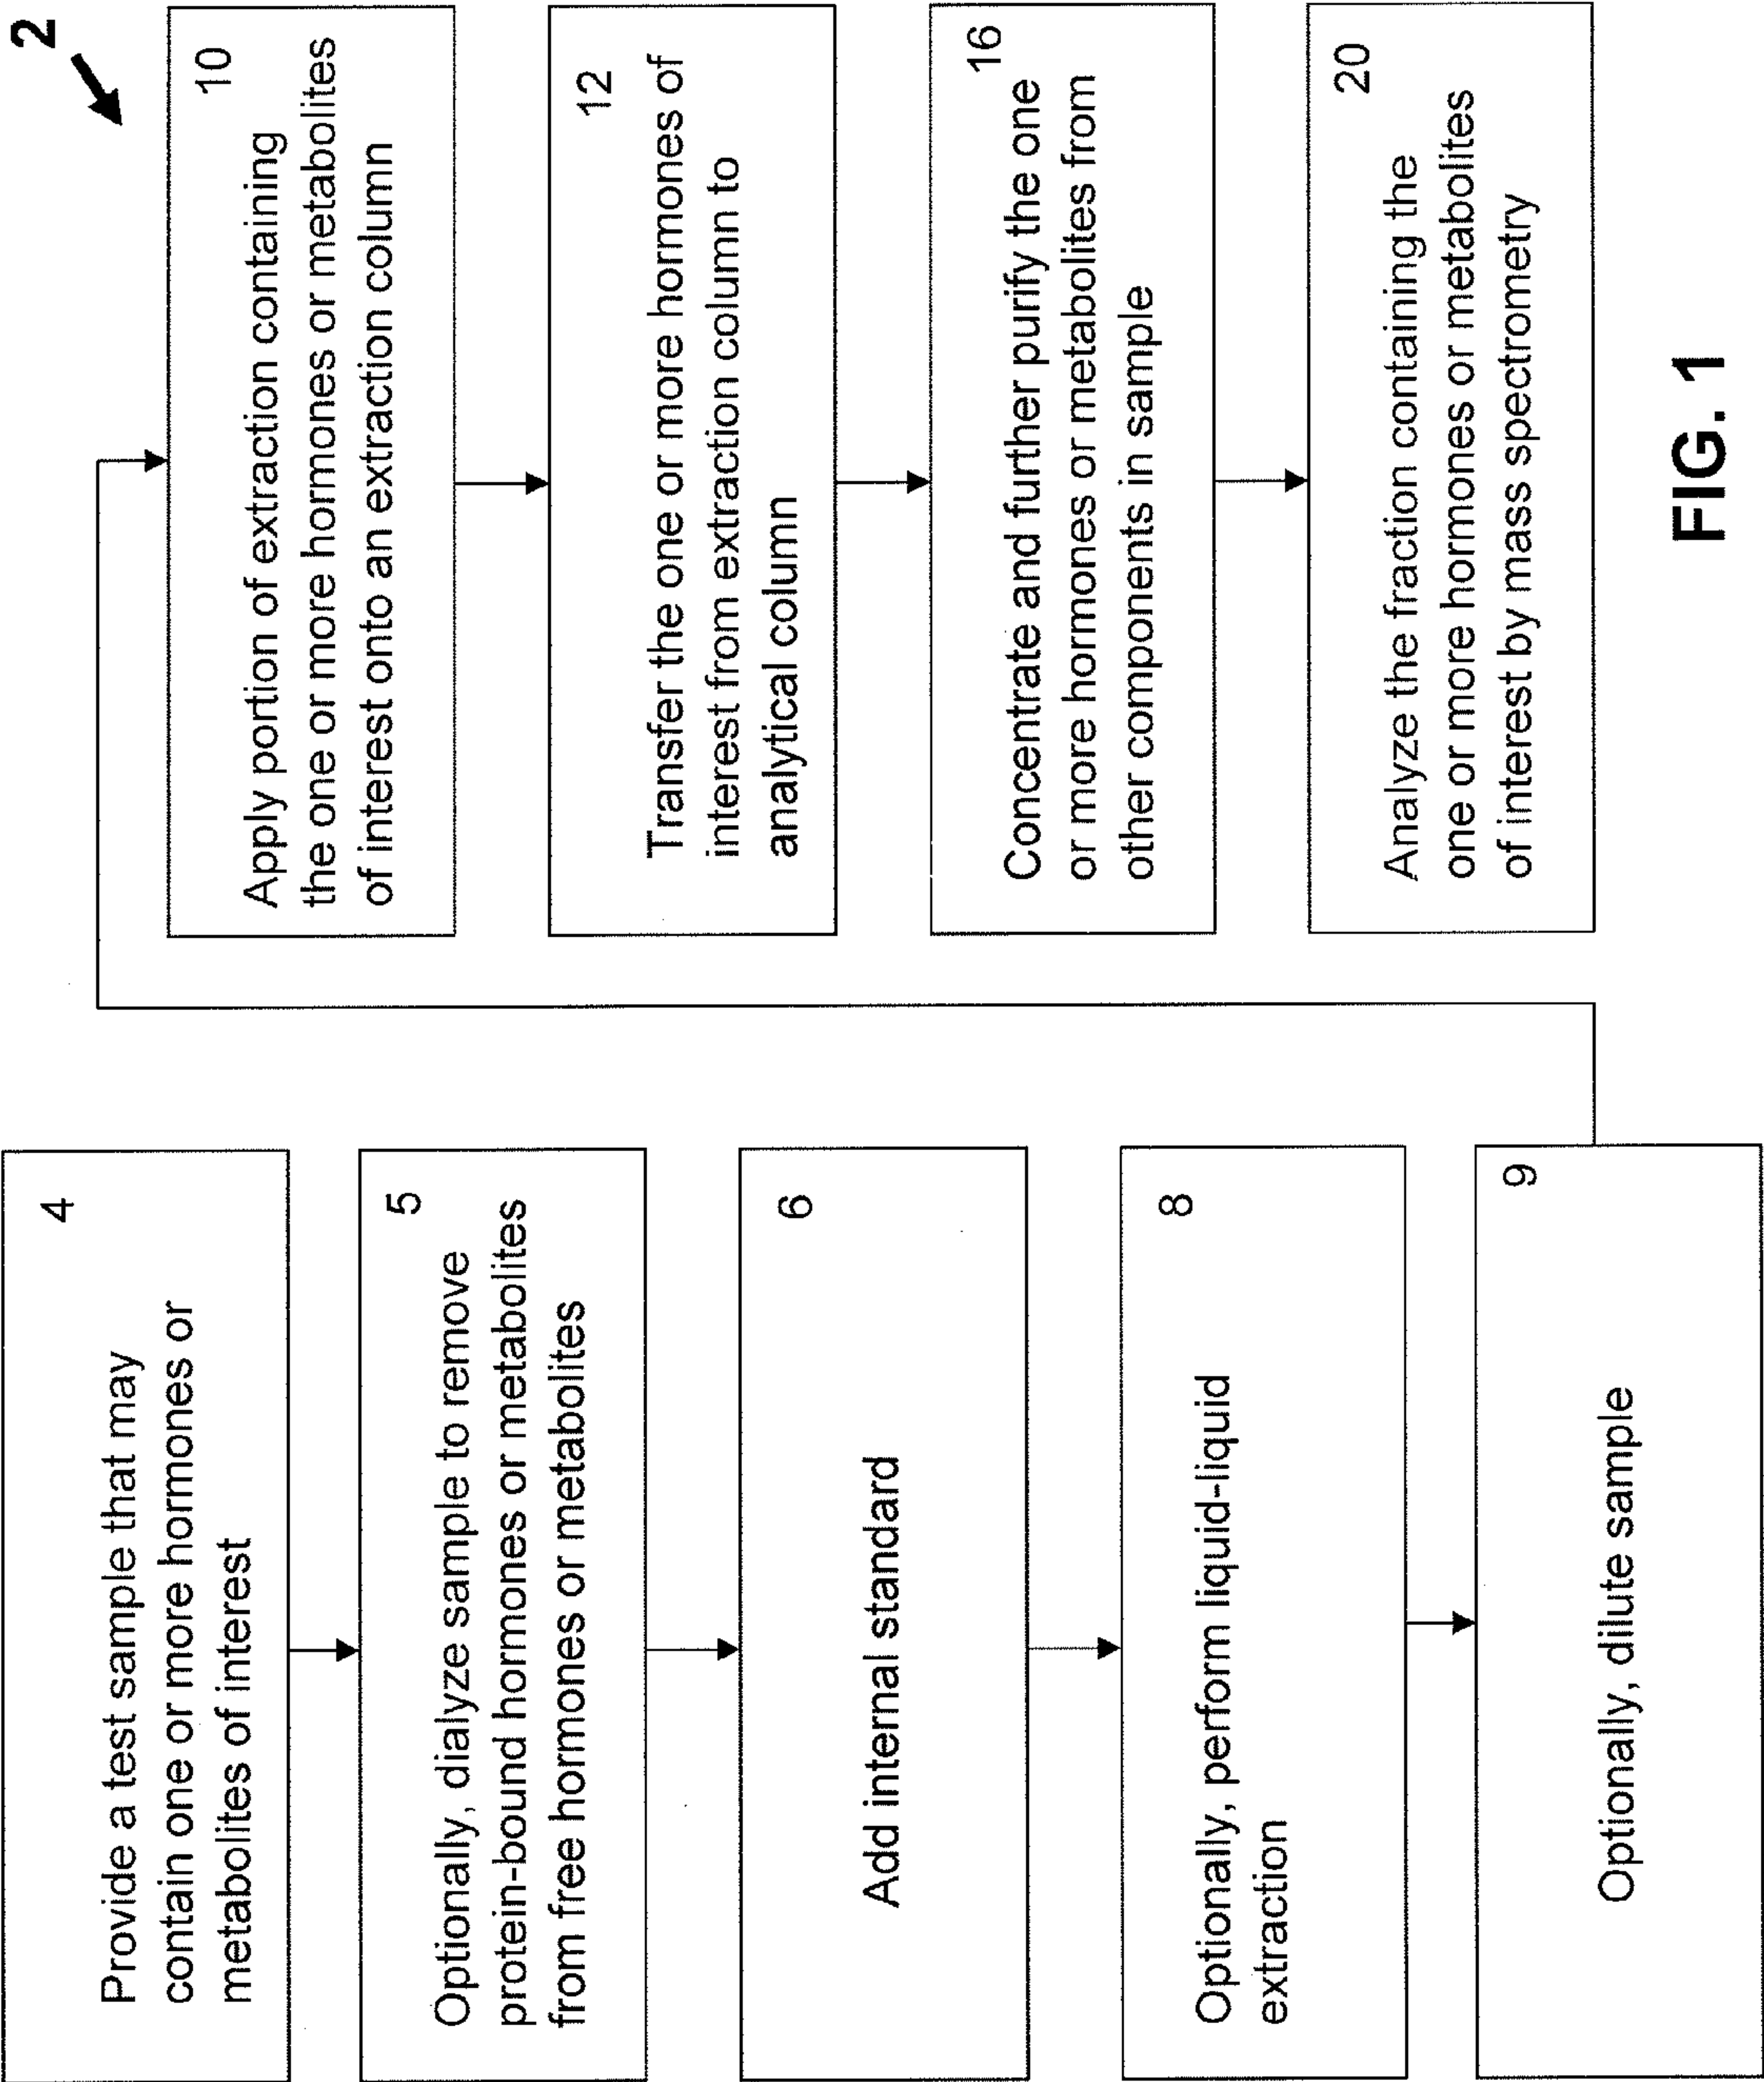 2
4
Provide a test sample that may
contain one or more hormones or
metabolites of interest
5
Optionally, dialyze sample to remove
protein-bound hormones or metabolites
from free hormones or metabolites
6
Add internal standard
8
Optionally, perform liquid-liquid
extraction
9
Optionally, dilute sample
10
Apply portion of extraction containing
the one or more hormones or metabolites
of interest onto an extraction column
12
Transfer the one or more hormones of
interest from extraction column to
analytical column
16
Concentrate and further purify the one
or more hormones or metabolites from
other components in sample
20
Analyze the fraction containing the
one or more hormones or metabolites
of interest by mass spectrometry
FIG. 1